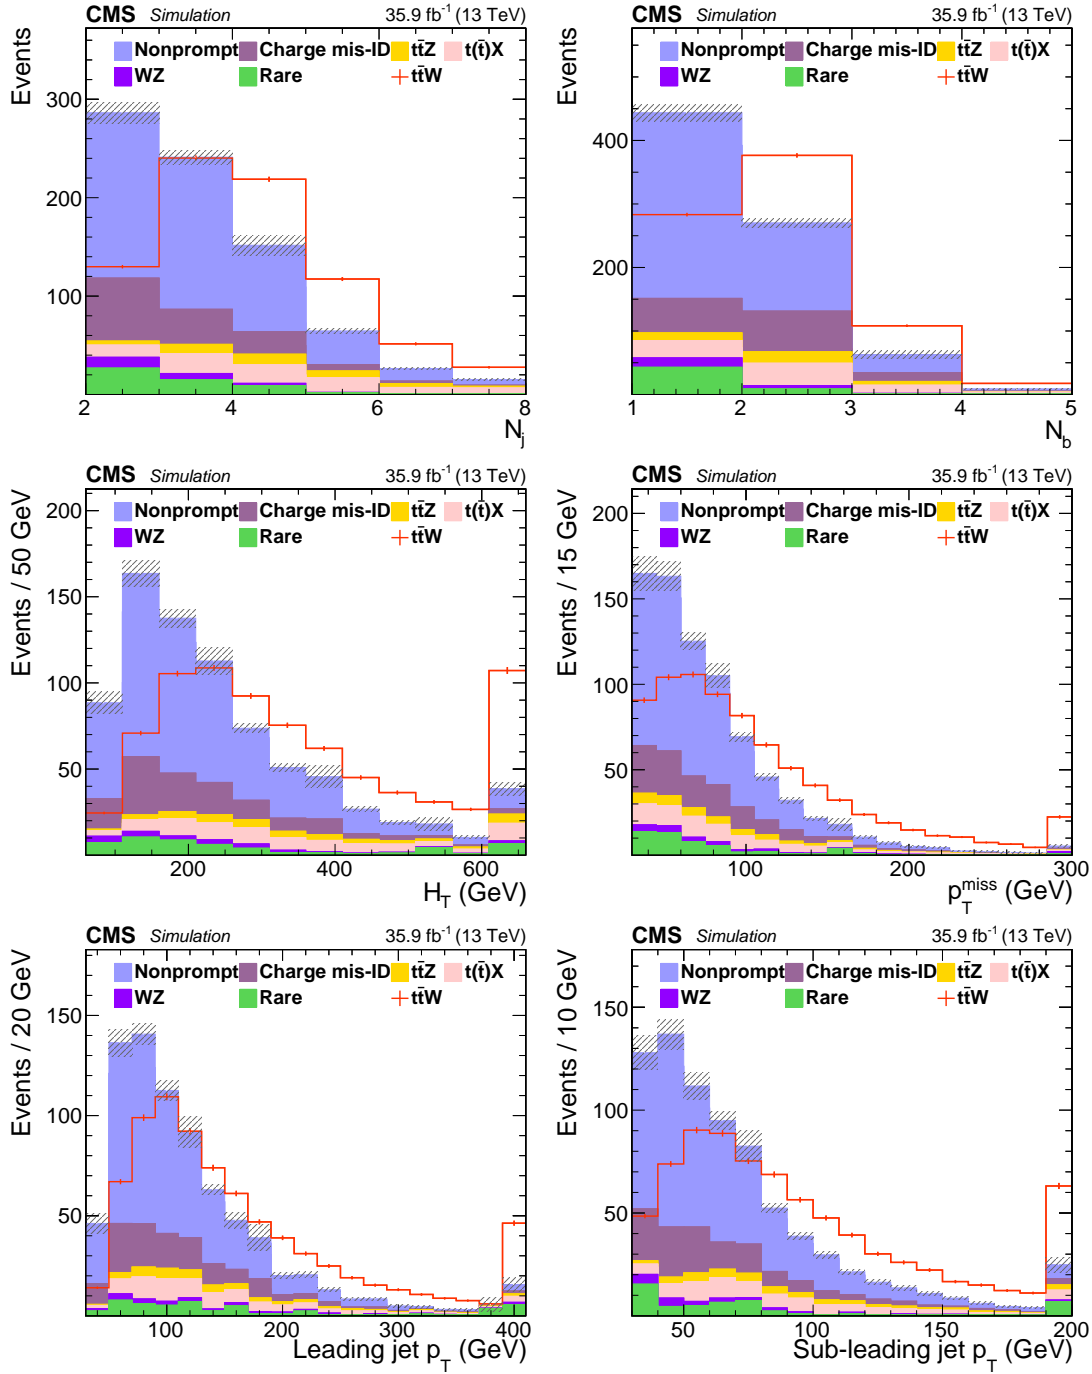 CMS Simulation 35.9 fb⁻¹ (13 TeV)
Events
Nonprompt Charge mis-ID tt̄Z t(t̄)X
WZ Rare tt̄W
300
200
100
2 4 6 8
N_j
CMS Simulation 35.9 fb⁻¹ (13 TeV)
Events
Nonprompt Charge mis-ID tt̄Z t(t̄)X
WZ Rare tt̄W
400
200
1 2 3 4 5
N_b
CMS Simulation 35.9 fb⁻¹ (13 TeV)
Events / 50 GeV
Nonprompt Charge mis-ID tt̄Z t(t̄)X
WZ Rare tt̄W
200
150
100
50
200 400 600
H_T (GeV)
CMS Simulation 35.9 fb⁻¹ (13 TeV)
Events / 15 GeV
Nonprompt Charge mis-ID tt̄Z t(t̄)X
WZ Rare tt̄W
200
150
100
50
100 200 300
p_T^miss (GeV)
CMS Simulation 35.9 fb⁻¹ (13 TeV)
Events / 20 GeV
Nonprompt Charge mis-ID tt̄Z t(t̄)X
WZ Rare tt̄W
150
100
50
100 200 300 400
Leading jet p_T (GeV)
CMS Simulation 35.9 fb⁻¹ (13 TeV)
Events / 10 GeV
Nonprompt Charge mis-ID tt̄Z t(t̄)X
WZ Rare tt̄W
150
100
50
50 100 150 200
Sub-leading jet p_T (GeV)